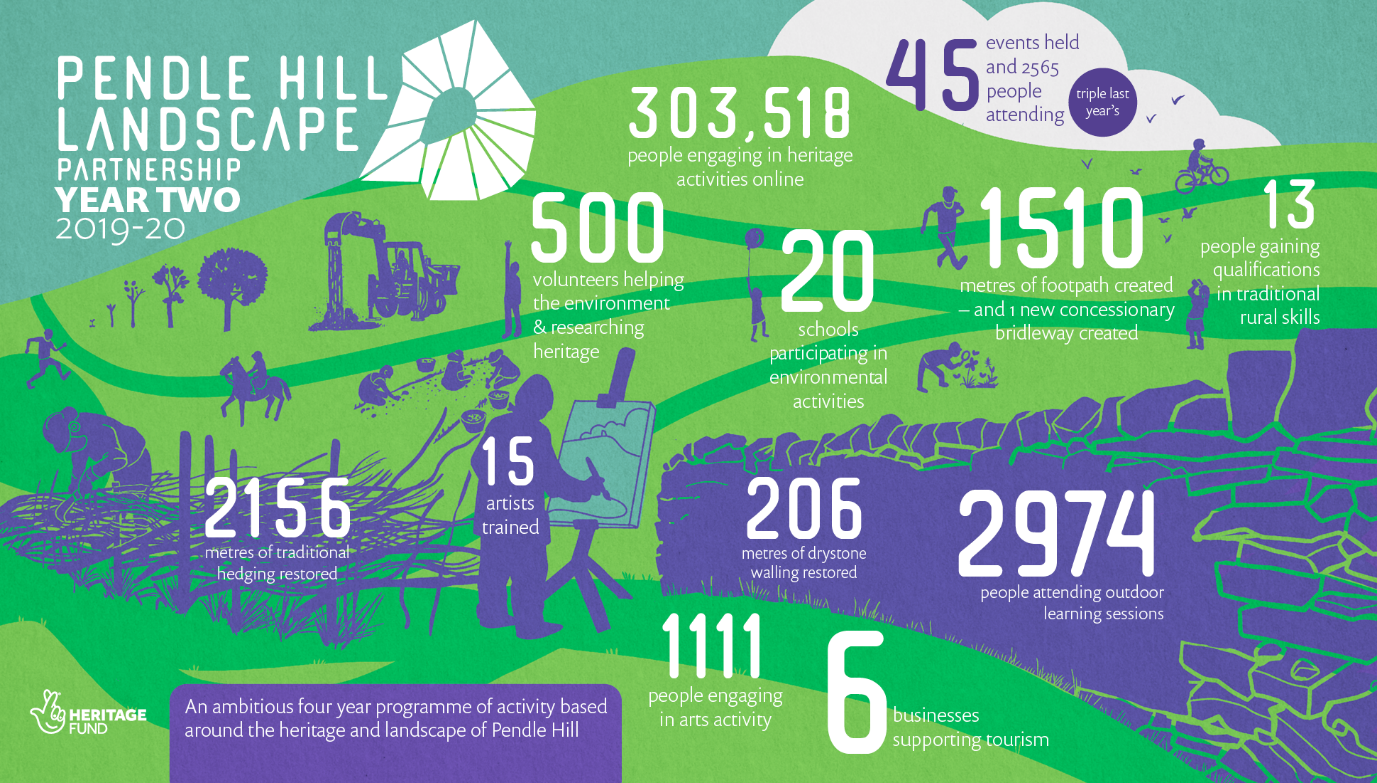 PENDLE HILL
LANDSCAPE
PARTNERSHIP
YEAR TWO
2019-20
303,518
people engaging in heritage
activities online
45
events held
and 2565
people
attending
triple last
year's
500
volunteers helping
the environment
& researching
heritage
20
schools
participating in
environmental
activities
1510
metres of footpath created
– and 1 new concessionary
bridleway created
13
people gaining
qualifications
in traditional
rural skills
2156
metres of traditional
hedging restored
15
artists
trained
206
metres of drystone
walling restored
2974
people attending outdoor
learning sessions
1111
people engaging
in arts activity
6
businesses
supporting tourism
HERITAGE
FUND
An ambitious four year programme of activity based
around the heritage and landscape of Pendle Hill